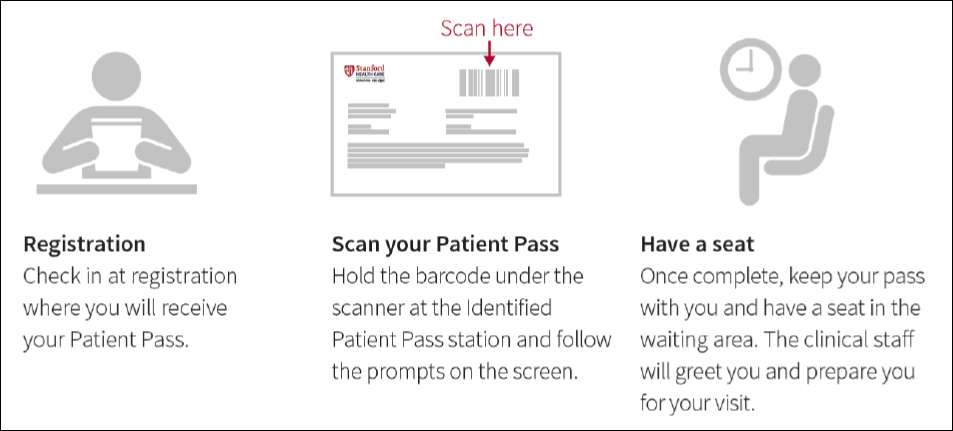 Scan here
Stanford
HEALTH CARE
Registration
Check in at registration
where you will receive
your Patient Pass.
Scan your Patient Pass
Hold the barcode under the
scanner at the Identified
Patient Pass station and follow
the prompts on the screen.
Have a seat
Once complete, keep your pass
with you and have a seat in the
waiting area. The clinical staff
will greet you and prepare you
for your visit.